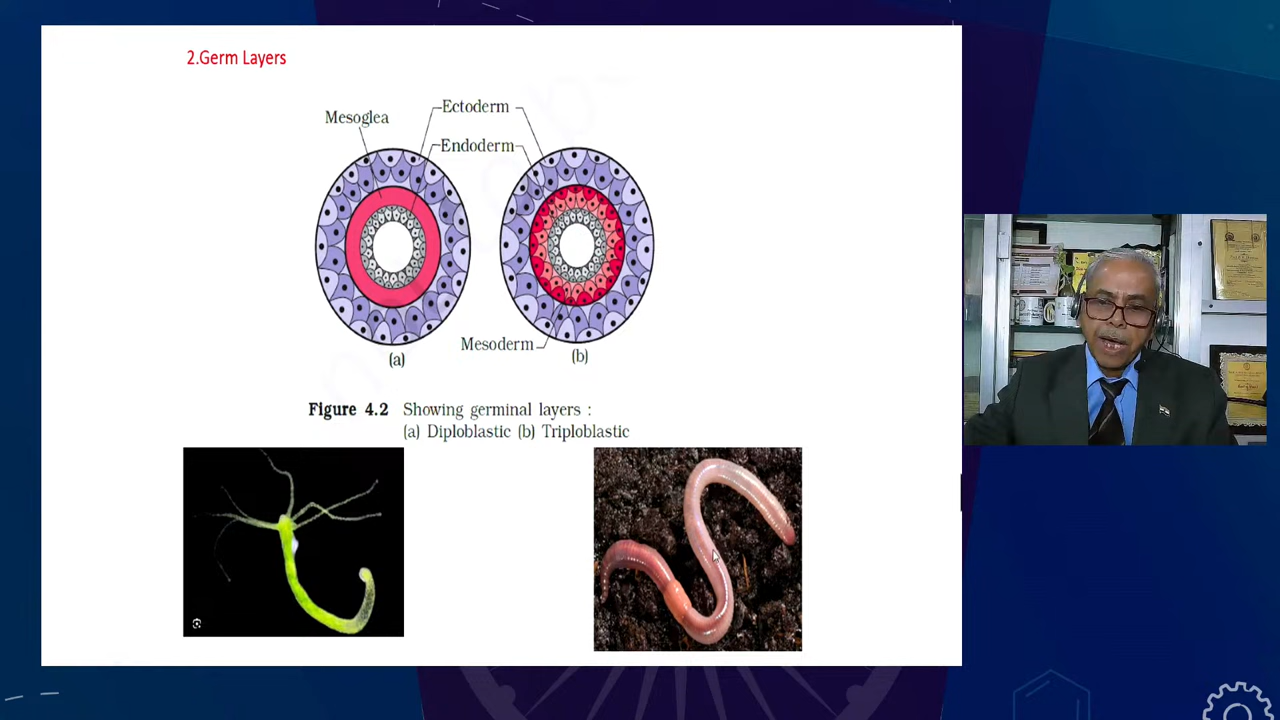 2.Germ Layers
Mesoglea
Ectoderm
Endoderm
Mesoderm
(a)
(b)
Figure 4.2 Showing germinal layers :
(a) Diploblastic (b) Triploblastic